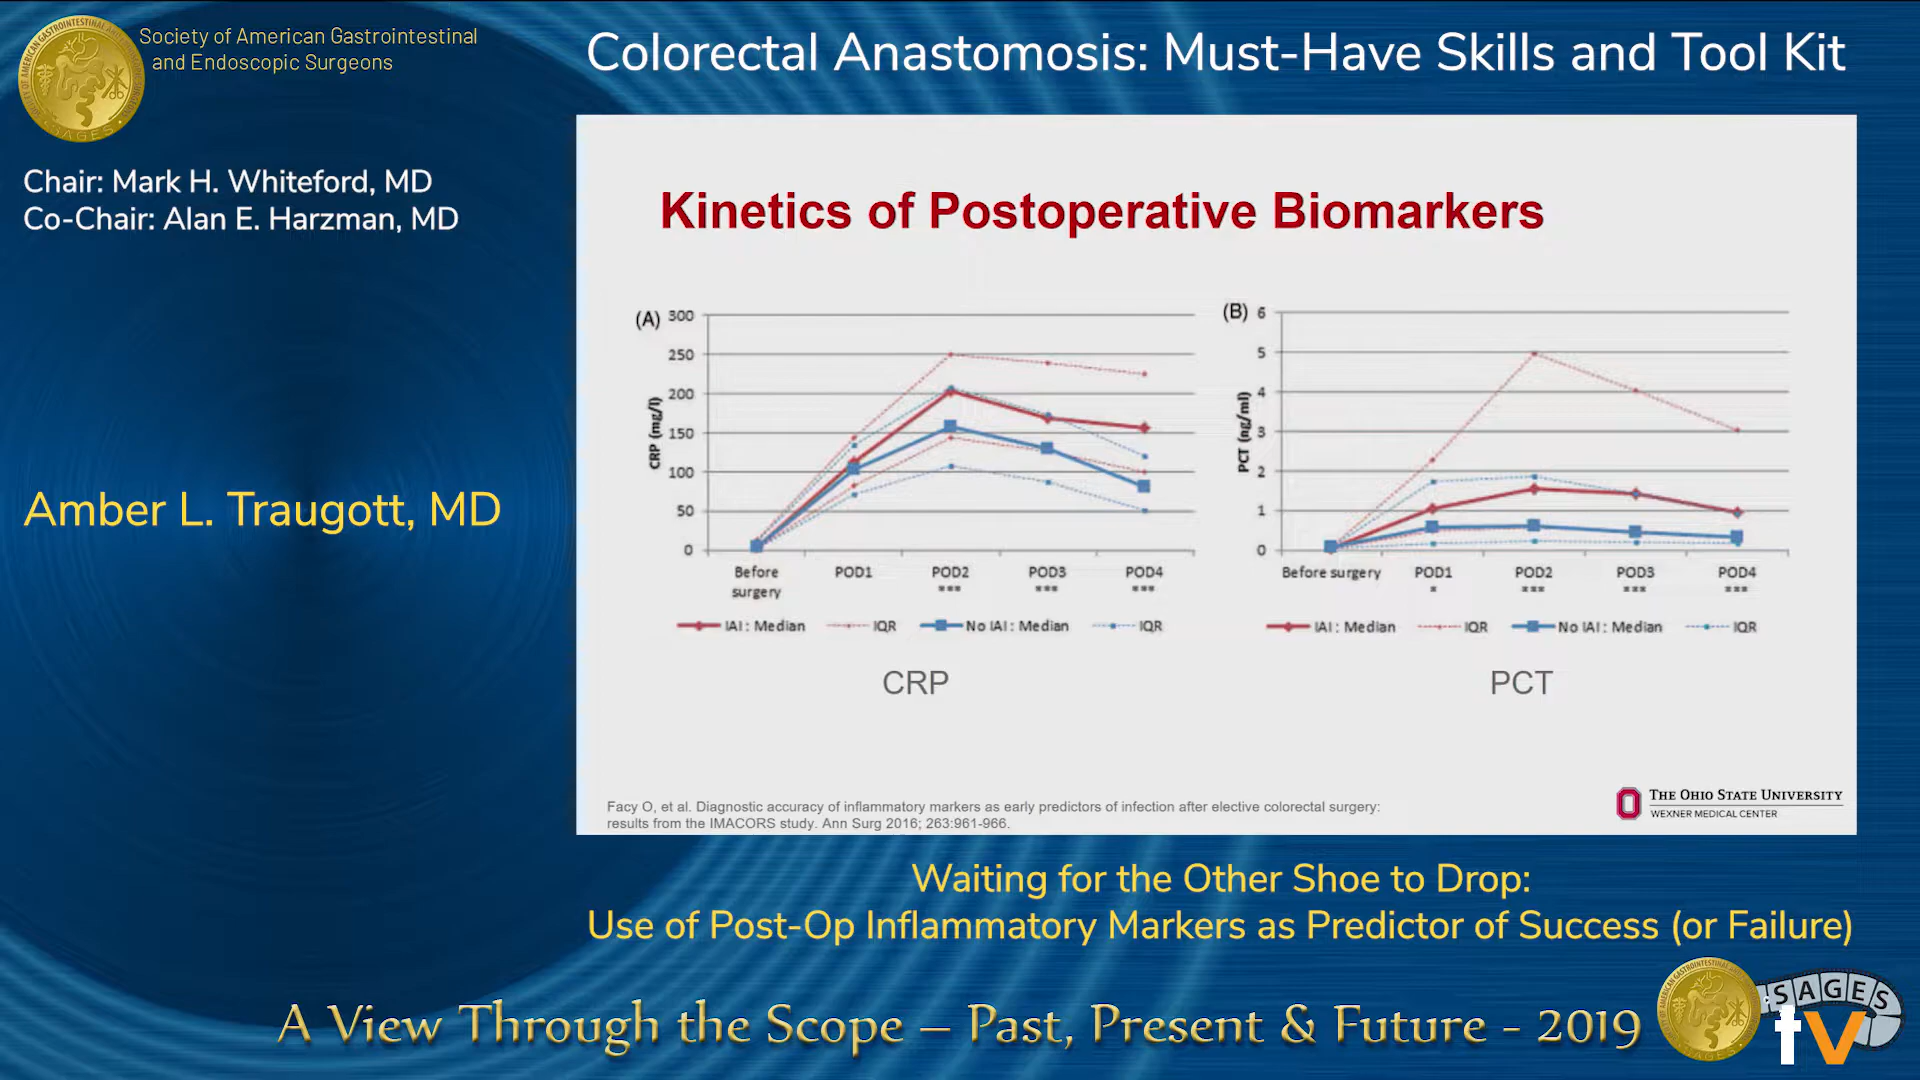 Society of American Gastrointestinal
and Endoscopic Surgeons
Colorectal Anastomosis: Must-Have Skills and Tool Kit
Chair: Mark H. Whiteford, MD
Co-Chair: Alan E. Harzman, MD
Amber L. Traugott, MD
Kinetics of Postoperative Biomarkers
(A)
CRP (mg/l)
300
250
200
150
100
50
0
Before surgery POD1 POD2 POD3 POD4
*** *** ***
IAI : Median IQR No IAI : Median IQR
CRP
(B)
PCT (ng/ml)
6
5
4
3
2
1
0
Before surgery POD1 POD2 POD3 POD4
* *** *** ***
IAI : Median IQR No IAI : Median IQR
PCT
Facy O, et al. Diagnostic accuracy of inflammatory markers as early predictors of infection after elective colorectal surgery:
results from the IMACORS study. Ann Surg 2016; 263:961-966.
THE OHIO STATE UNIVERSITY
WEXNER MEDICAL CENTER
Waiting for the Other Shoe to Drop:
Use of Post-Op Inflammatory Markers as Predictor of Success (or Failure)
A View Through the Scope – Past, Present & Future - 2019
SAGES
tv